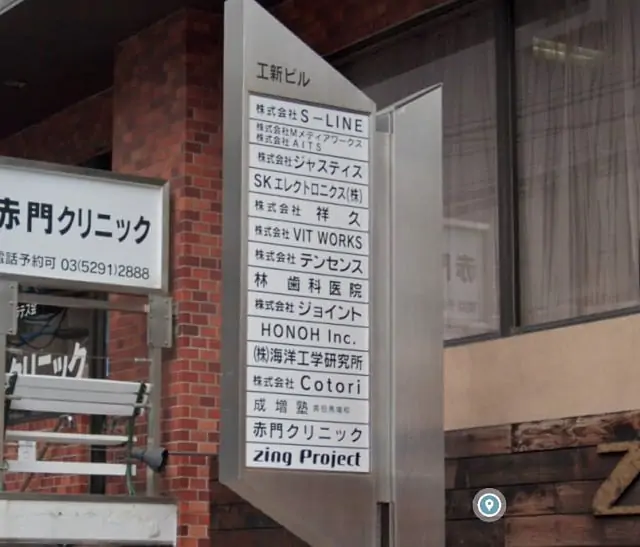 工新ビル
株式会社S-LINE
株式会社Mメディアワークス
株式会社AITS
株式会社ジャスティス
SKエレクトロニクス(株)
株式会社 祥久
株式会社VIT WORKS
株式会社テンセンス
林 歯科医院
株式会社ジョイント
HONOH Inc.
(株)海洋工学研究所
株式会社Cotori
成増塾
赤門クリニック
zing Project
赤門クリニック
電話予約可 03(5291)2888
クリニック